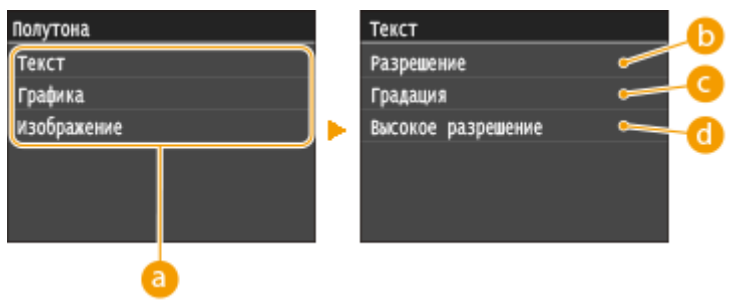 Полутона
Текст
Графика
Изображение
a
Текст
Разрешение
Градация
Высокое разрешение
b
c
d